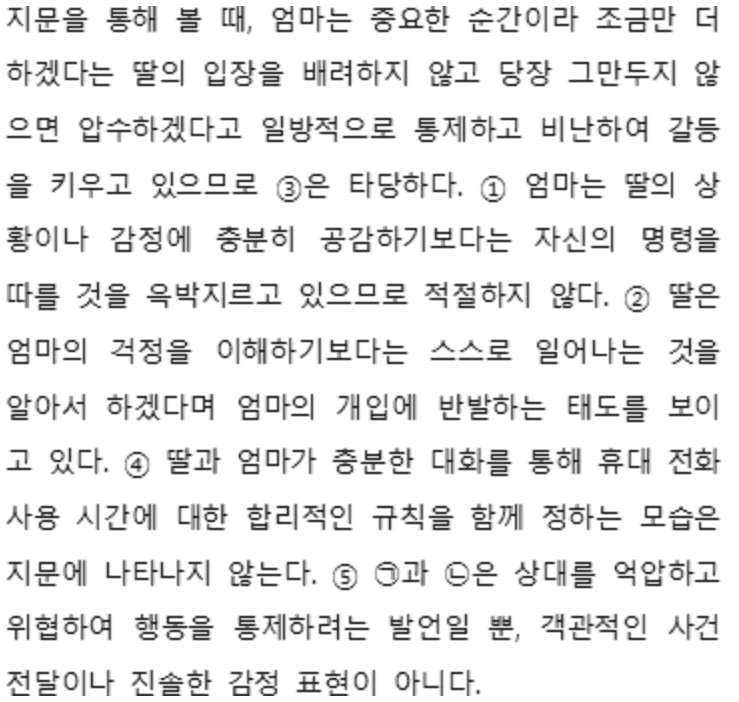 지문을 통해 볼 때, 엄마는 중요한 순간이라 조금만 더
하겠다는 딸의 입장을 배려하지 않고 당장 그만두지 않
으면 압수하겠다고 일방적으로 통제하고 비난하여 갈등
을 키우고 있으므로 ③은 타당하다. ① 엄마는 딸의 상
황이나 감정에 충분히 공감하기보다는 자신의 명령을
따를 것을 윽박지르고 있으므로 적절하지 않다. ② 딸은
엄마의 걱정을 이해하기보다는 스스로 일어나는 것을
알아서 하겠다며 엄마의 개입에 반발하는 태도를 보이
고 있다. ④ 딸과 엄마가 충분한 대화를 통해 휴대 전화
사용 시간에 대한 합리적인 규칙을 함께 정하는 모습은
지문에 나타나지 않는다. ⑤ ㉠과 ㉡은 상대를 억압하고
위협하여 행동을 통제하려는 발언일 뿐, 객관적인 사건
전달이나 진솔한 감정 표현이 아니다.